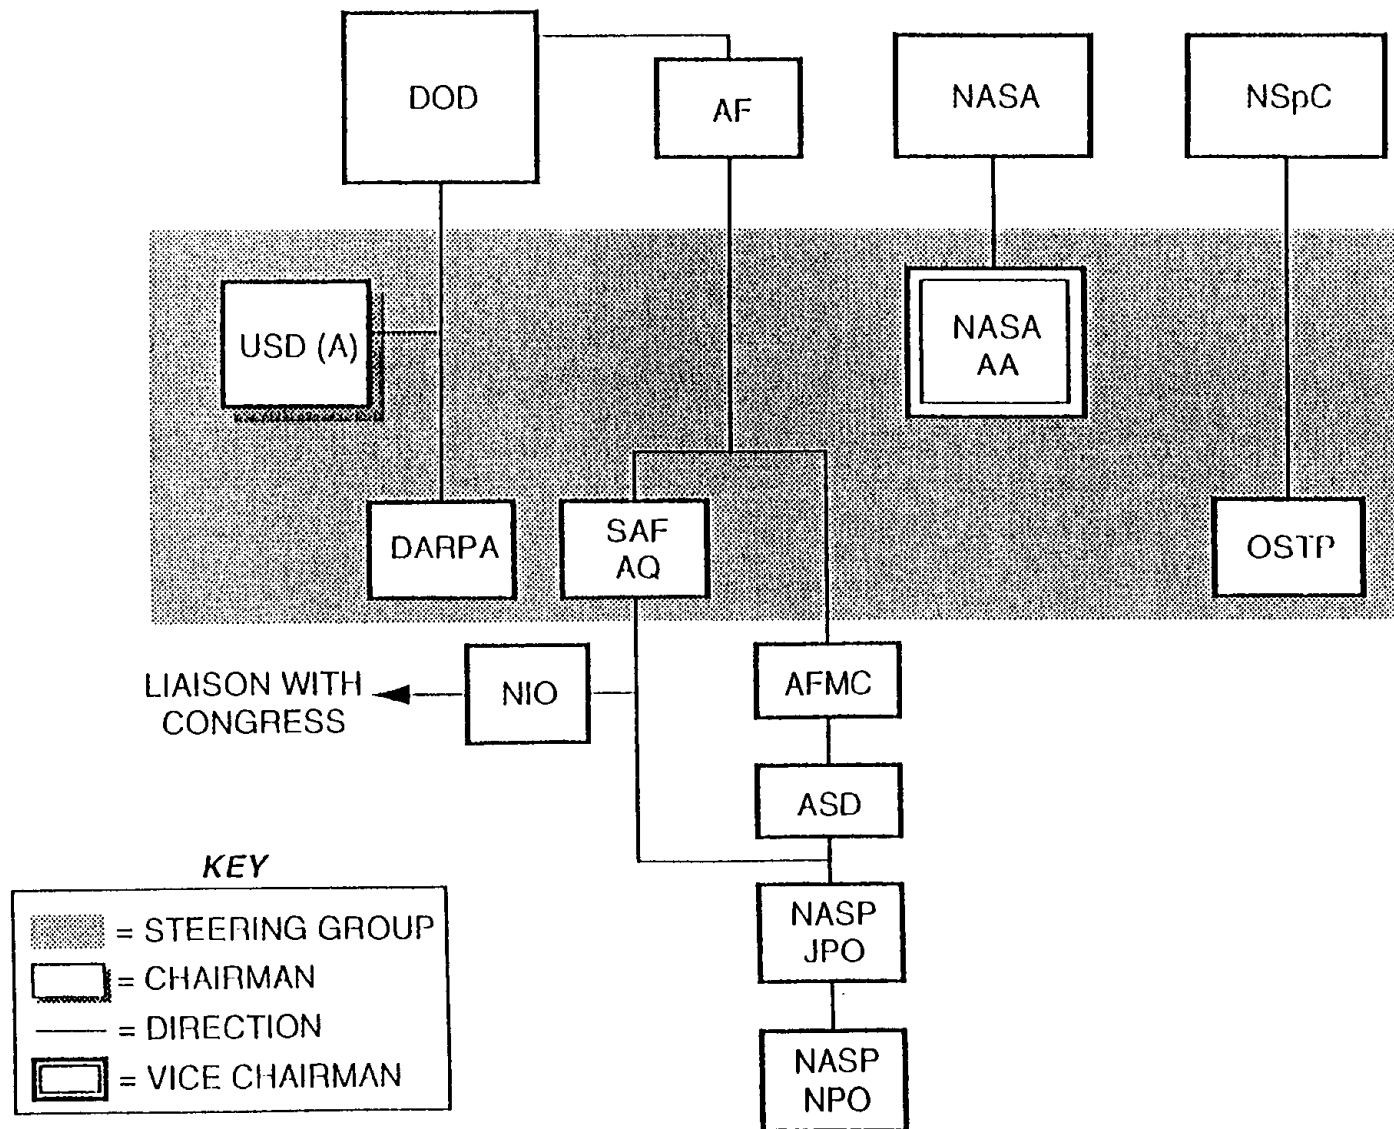 DOD
AF
NASA
NSpC
USD (A)
NASA
AA
DARPA
SAF
AQ
OSTP
LIAISON WITH
CONGRESS
NIO
AFMC
ASD
NASP
JPO
NASP
NPO
KEY
= STEERING GROUP
= CHAIRMAN
= DIRECTION
= VICE CHAIRMAN